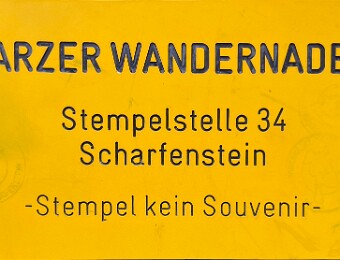 ARZER WANDERNADE
Stempelstelle 34
Scharfenstein
-Stempel kein Souvenir-